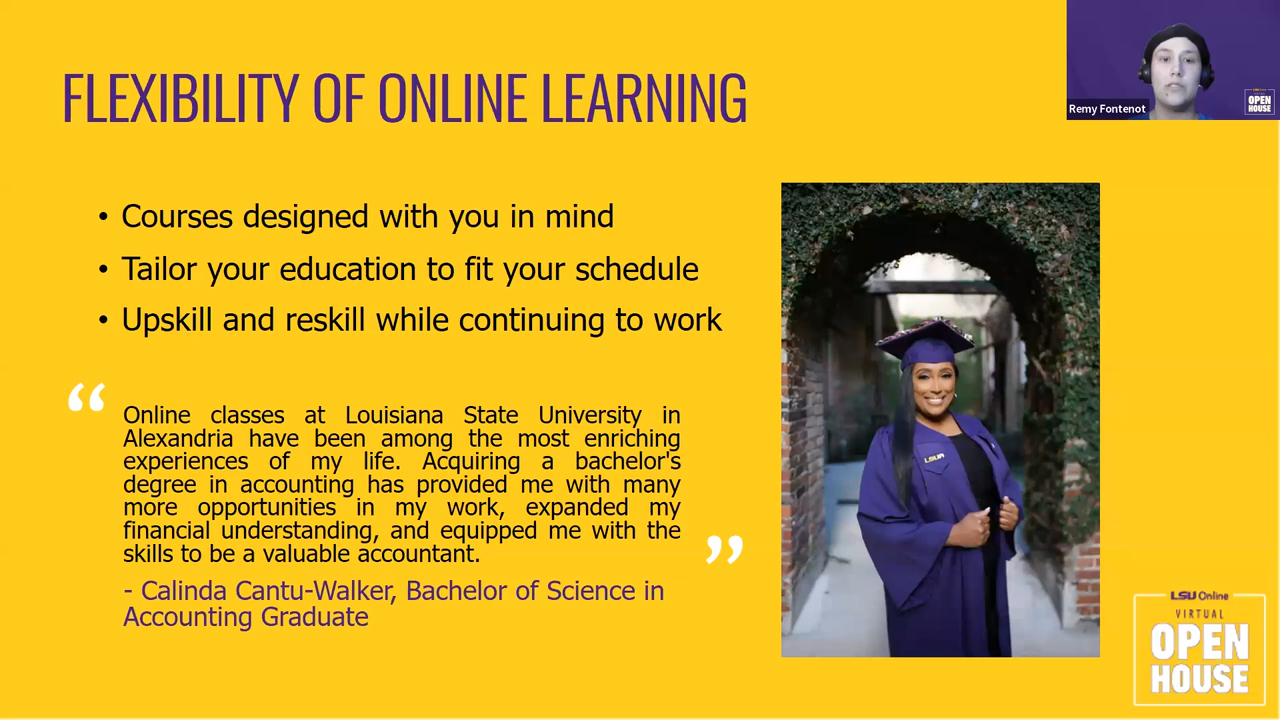 FLEXIBILITY OF ONLINE LEARNING
Remy Fontenot
OPEN
HOUSE
• Courses designed with you in mind
• Tailor your education to fit your schedule
• Upskill and reskill while continuing to work
“
Online classes at Louisiana State University in
Alexandria have been among the most enriching
experiences of my life. Acquiring a bachelor's
degree in accounting has provided me with many
more opportunities in my work, expanded my
financial understanding, and equipped me with the
skills to be a valuable accountant.
”
- Calinda Cantu-Walker, Bachelor of Science in
Accounting Graduate
LSUA
LSU Online
VIRTUAL
OPEN
HOUSE